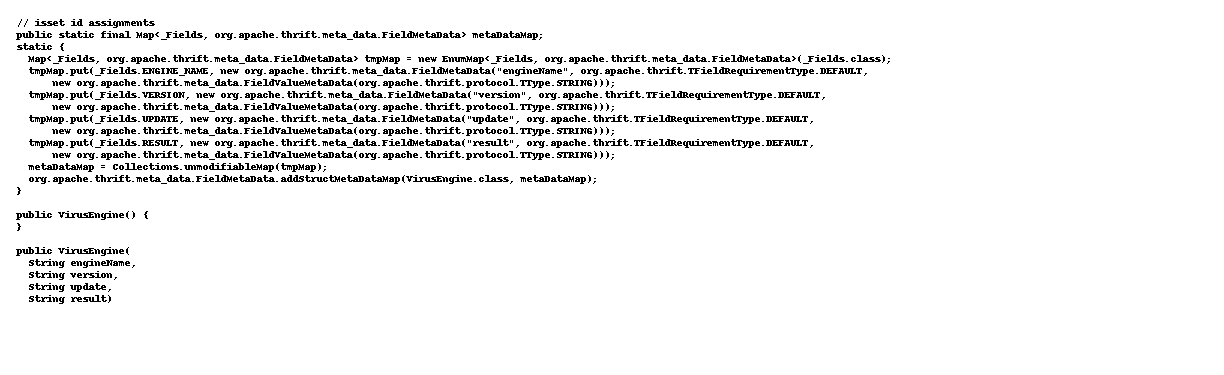 // isset id assignments
public static final Map<_Fields, org.apache.thrift.meta_data.FieldMetaData> metaDataMap;
static {
  Map<_Fields, org.apache.thrift.meta_data.FieldMetaData> tmpMap = new EnumMap<_Fields, org.apache.thrift.meta_data.FieldMetaData>(_Fields.class);
  tmpMap.put(_Fields.ENGINE_NAME, new org.apache.thrift.meta_data.FieldMetaData("engineName", org.apache.thrift.TFieldRequirementType.DEFAULT,
      new org.apache.thrift.meta_data.FieldValueMetaData(org.apache.thrift.protocol.TType.STRING)));
  tmpMap.put(_Fields.VERSION, new org.apache.thrift.meta_data.FieldMetaData("version", org.apache.thrift.TFieldRequirementType.DEFAULT,
      new org.apache.thrift.meta_data.FieldValueMetaData(org.apache.thrift.protocol.TType.STRING)));
  tmpMap.put(_Fields.UPDATE, new org.apache.thrift.meta_data.FieldMetaData("update", org.apache.thrift.TFieldRequirementType.DEFAULT,
      new org.apache.thrift.meta_data.FieldValueMetaData(org.apache.thrift.protocol.TType.STRING)));
  tmpMap.put(_Fields.RESULT, new org.apache.thrift.meta_data.FieldMetaData("result", org.apache.thrift.TFieldRequirementType.DEFAULT,
      new org.apache.thrift.meta_data.FieldValueMetaData(org.apache.thrift.protocol.TType.STRING)));
  metaDataMap = Collections.unmodifiableMap(tmpMap);
  org.apache.thrift.meta_data.FieldMetaData.addStructMetaDataMap(VirusEngine.class, metaDataMap);
}

public VirusEngine() {
}

public VirusEngine(
  String engineName,
  String version,
  String update,
  String result)